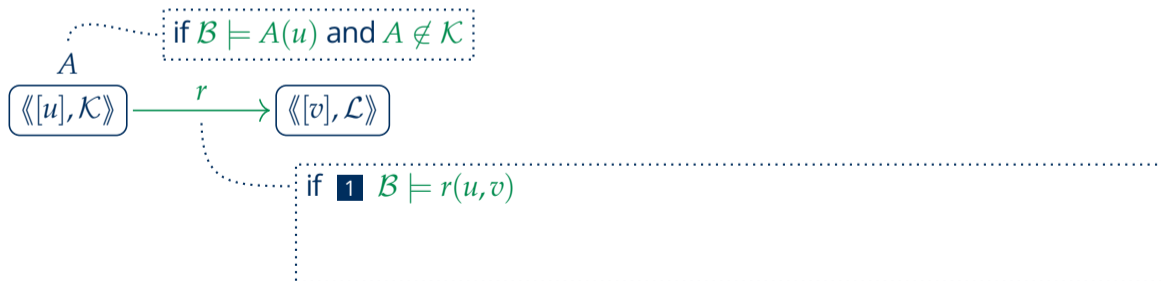 if ℬ ⊨ A(u) and A ∉ 𝒦
A
r
⟪[u], 𝒦⟫
⟪[v], ℒ⟫
if 1 ℬ ⊨ r(u, v)